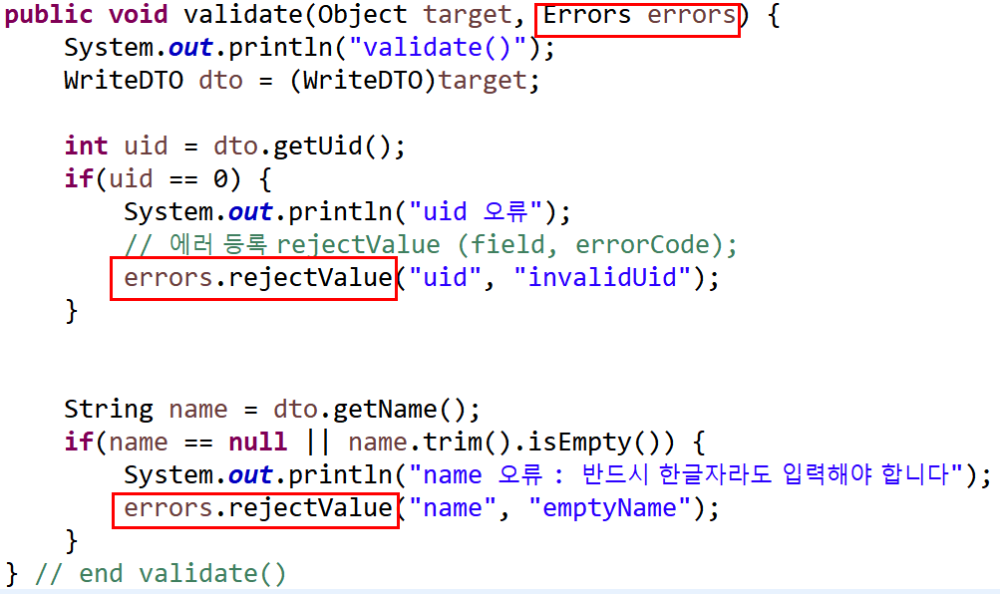 public void validate(Object target, Errors errors) {
System.out.println("validate()");
WriteDTO dto = (WriteDTO)target;
int uid = dto.getUid();
if(uid == 0) {
System.out.println("uid 오류");
// 에러 등록 rejectValue (field, errorCode);
errors.rejectValue("uid", "invalidUid");
}
String name = dto.getName();
if(name == null || name.trim().isEmpty()) {
System.out.println("name 오류 : 반드시 한글자라도 입력해야 합니다");
errors.rejectValue("name", "emptyName");
}
} // end validate()